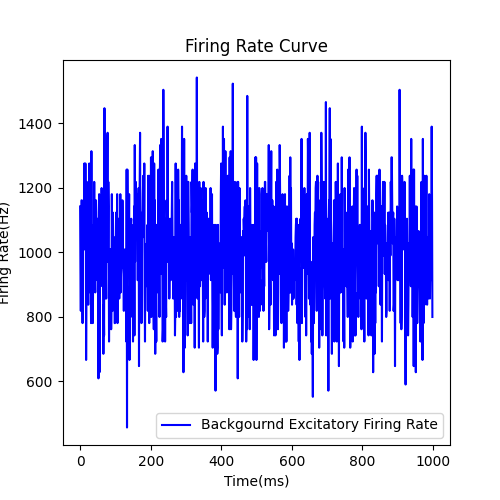 Firing Rate Curve
1400
1200
1000
800
600
Firing Rate(Hz)
Backgournd Excitatory Firing Rate
0 200 400 600 800 1000
Time(ms)